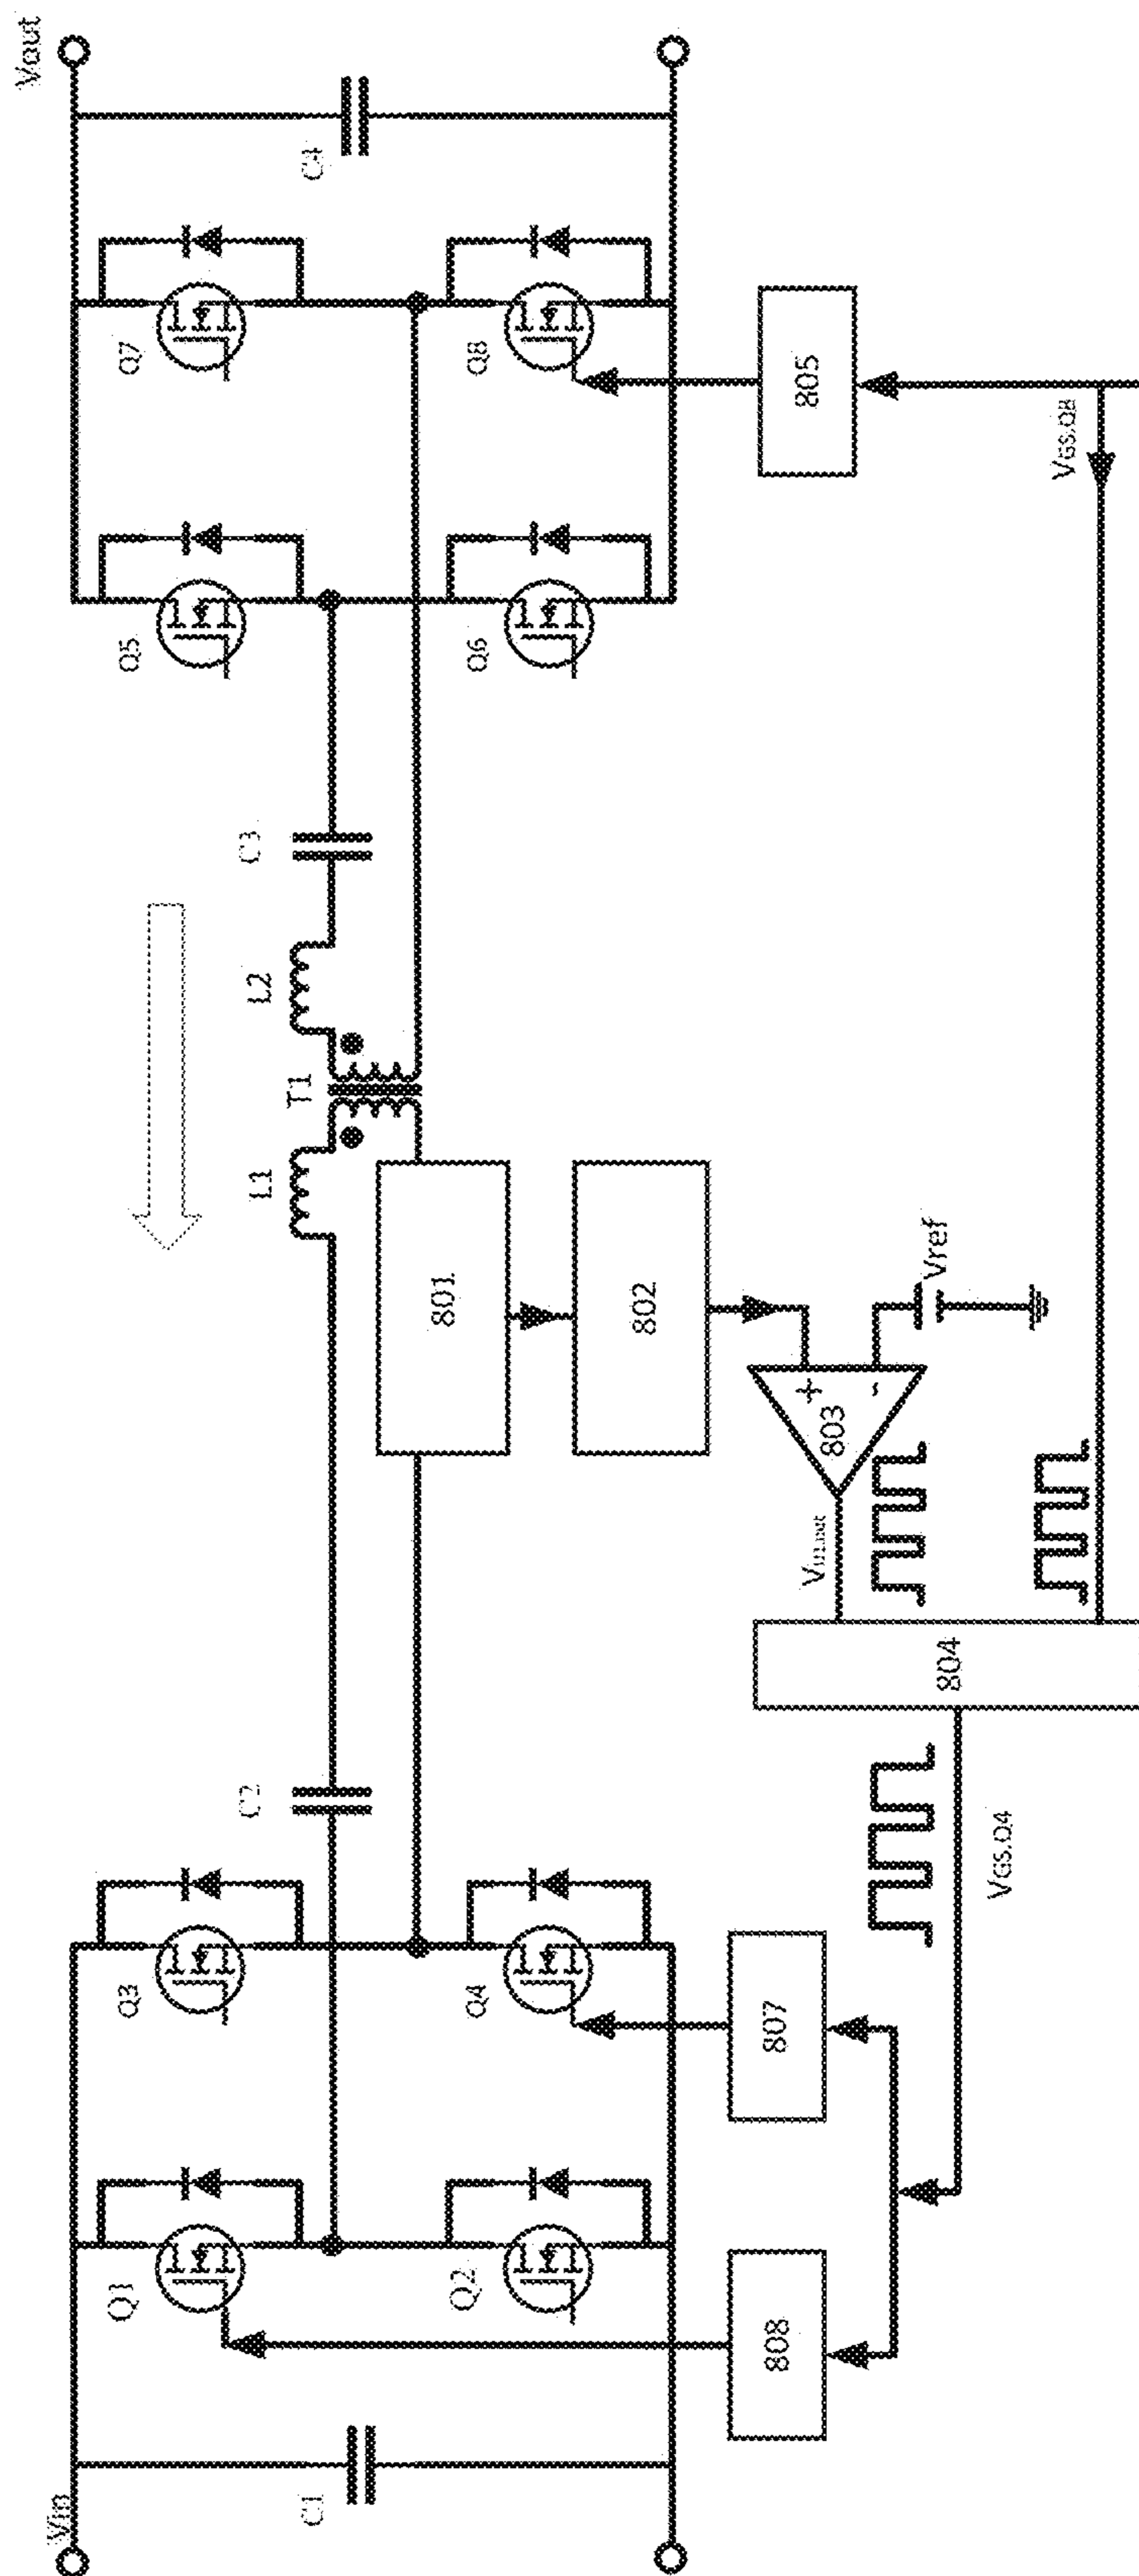 Vin
Vout
C1
Q1
Q3
C2
L1
T1
L2
C3
Q5
Q7
C4
Q2
Q4
801
Q6
Q8
802
808
807
803
+
-
Vref
805
804
VGS.Q4
VGS.Q8